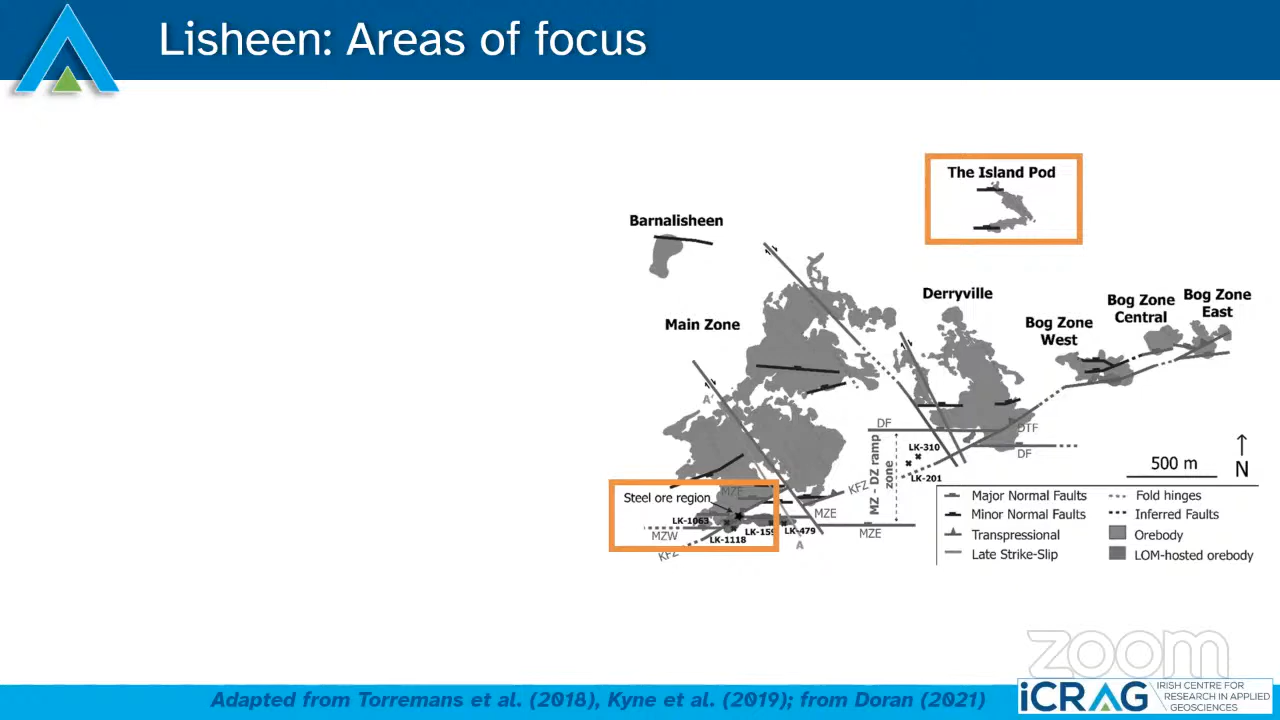 Lisheen: Areas of focus
The Island Pod
Barnalisheen
Derryville
Bog Zone
East
Bog Zone
Central
Bog Zone
West
Main Zone
A'
DF
DTF
DF
LK-310
LK-201
MZ - DZ ramp
zone
KFZ
500 m
N
MZE
Steel ore region
LK-1063
LK-1118
LK-159
LK-479
MZE
MZE
MZW
KFZ
A
Major Normal Faults
Minor Normal Faults
Transpressional
Late Strike-Slip
Fold hinges
Inferred Faults
Orebody
LOM-hosted orebody
zoom
Adapted from Torremans et al. (2018), Kyne et al. (2019); from Doran (2021)
iCRAG
IRISH CENTRE FOR
RESEARCH IN APPLIED
GEOSCIENCES